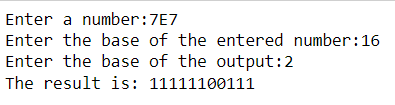 Enter a number:7E7
Enter the base of the entered number:16
Enter the base of the output:2
The result is: 11111100111